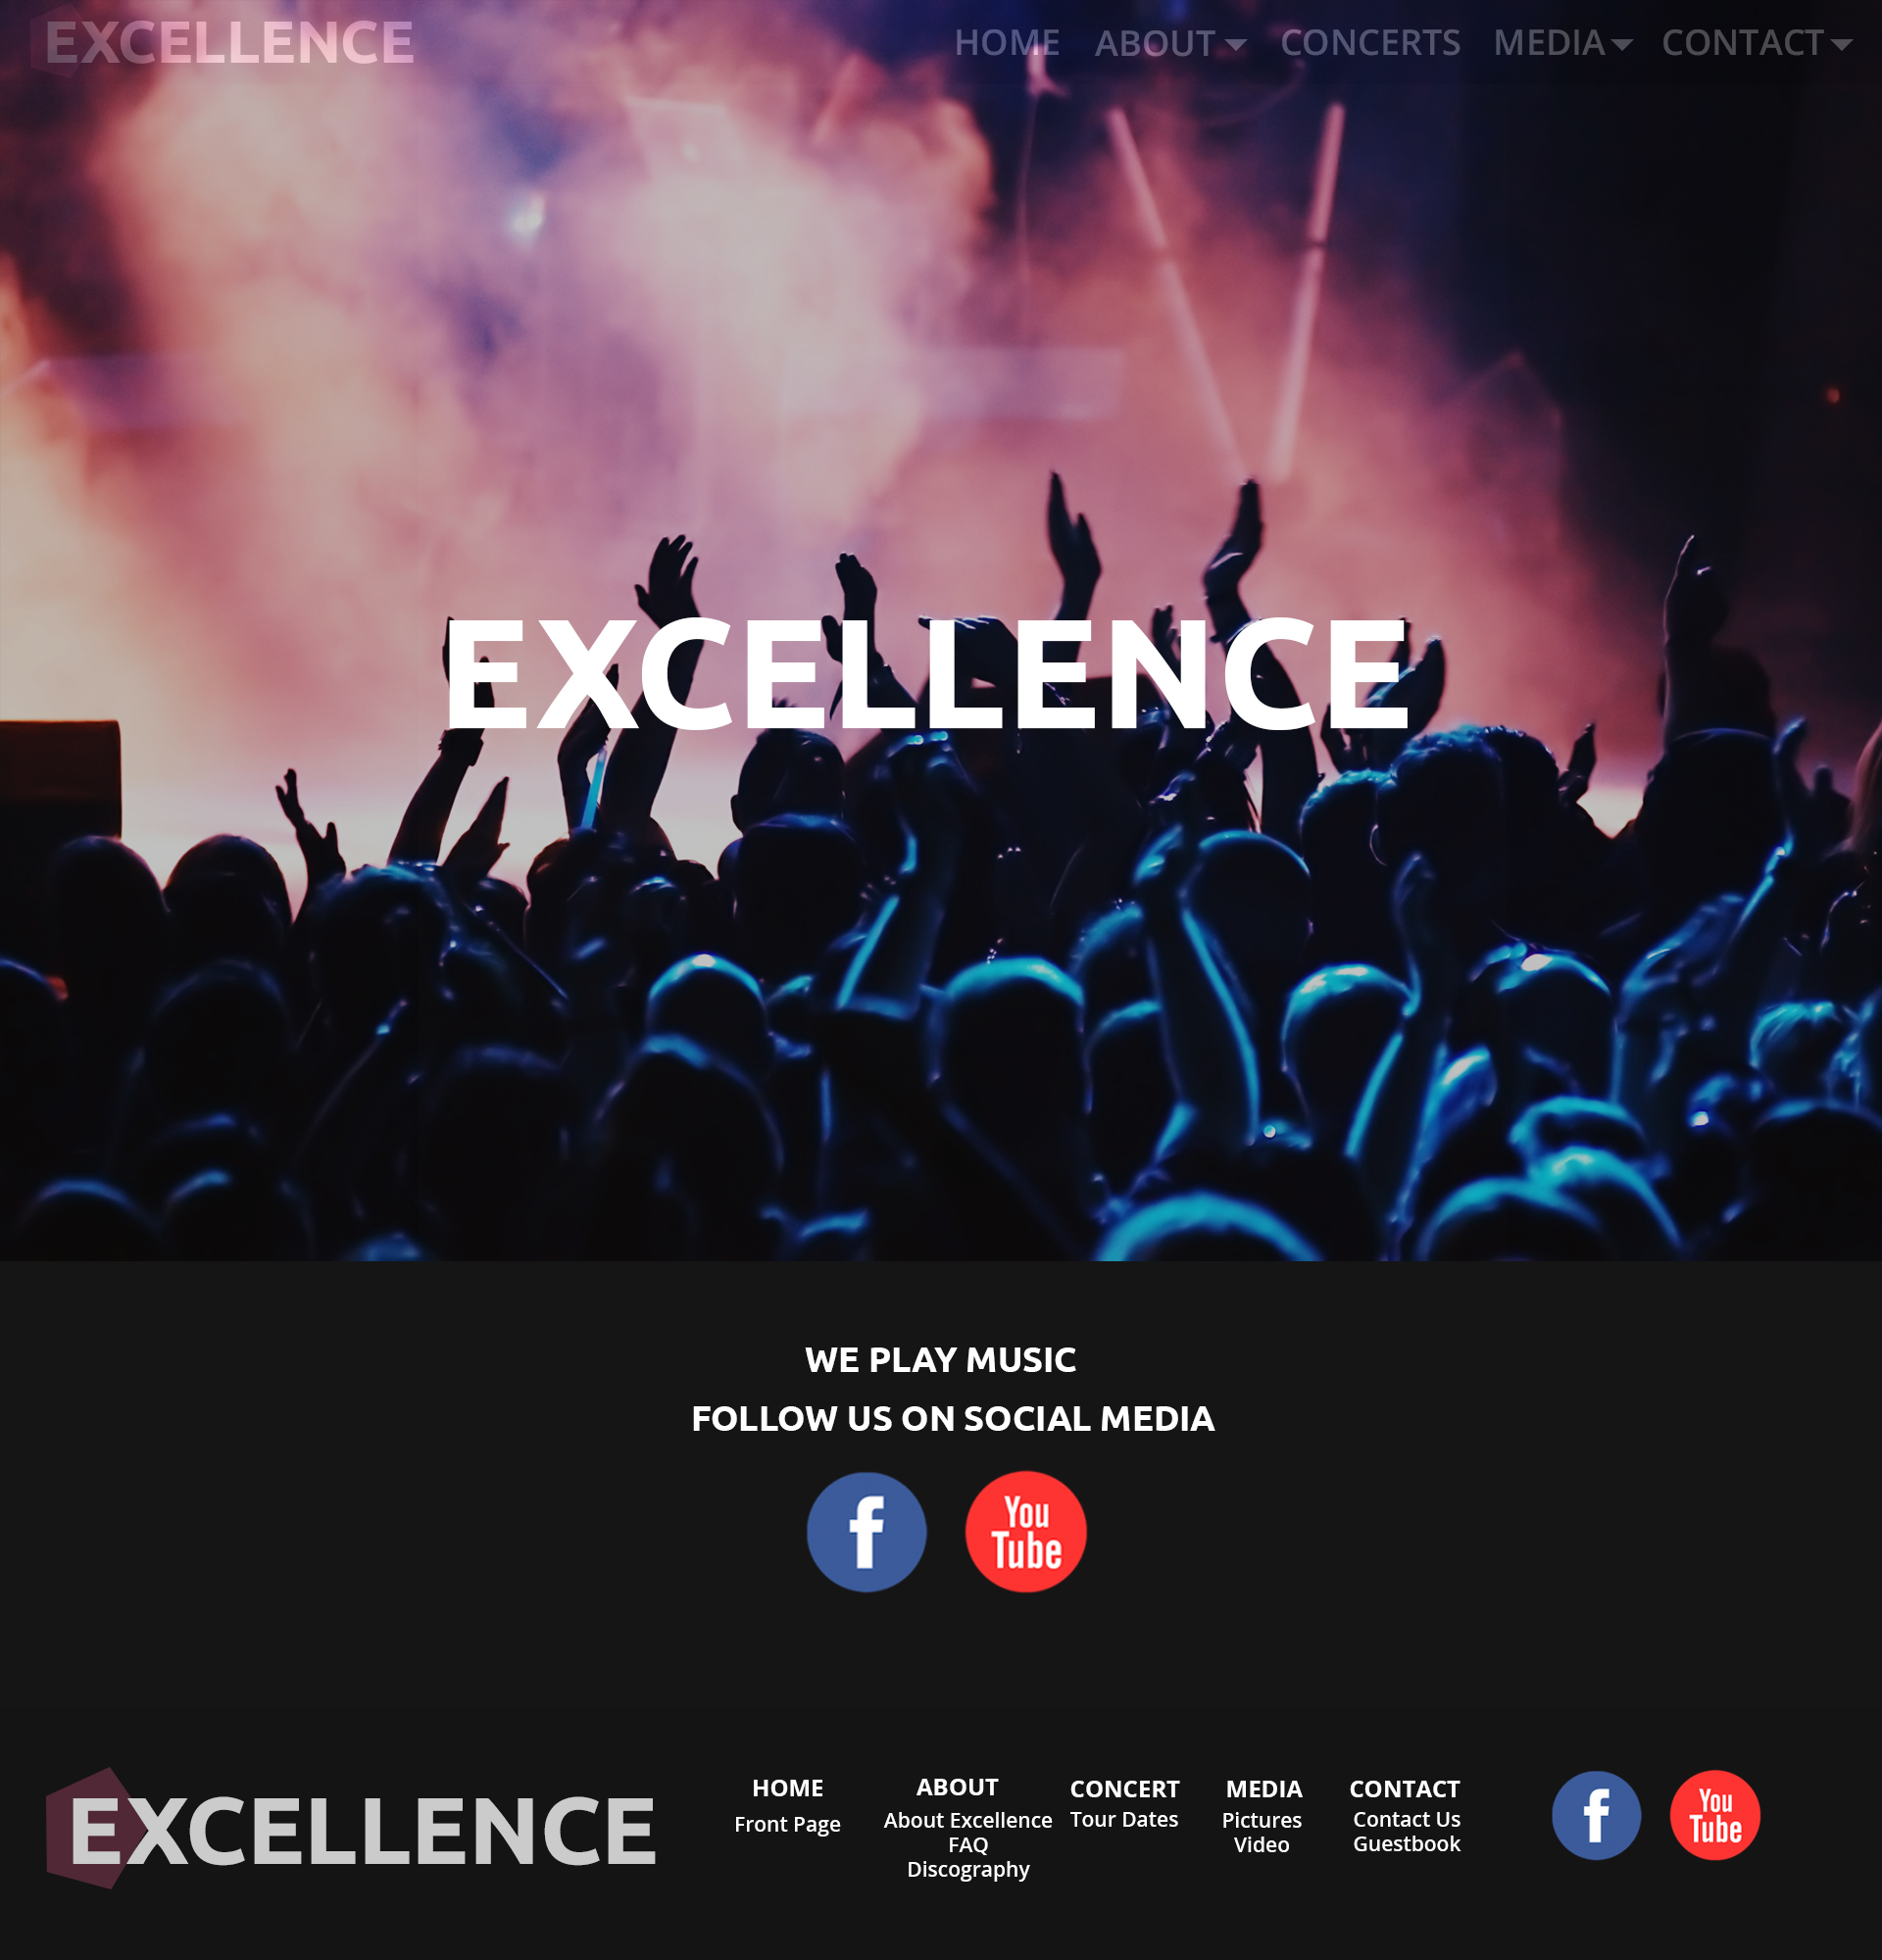 EXCELLENCE
HOME ABOUT CONCERTS MEDIA CONTACT
EXCELLENCE
WE PLAY MUSIC
FOLLOW US ON SOCIAL MEDIA
f You
Tube
EXCELLENCE
HOME
Front Page
ABOUT
About Excellence
FAQ
Discography
CONCERT
Tour Dates
MEDIA
Pictures
Video
CONTACT
Contact Us
Guestbook
f You
Tube